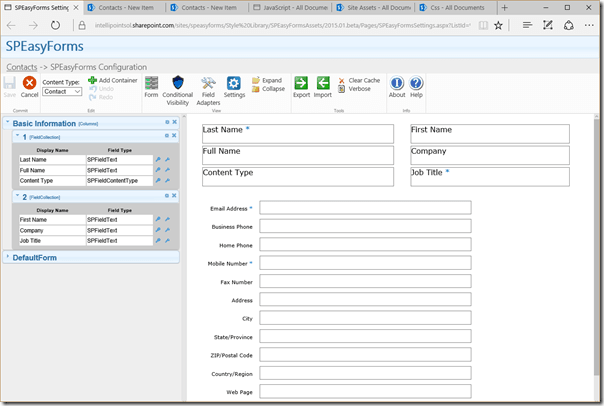 SPEasyForms Settin
Contacts - New Item
Contacts - New Item
JavaScript - All Docume
Site Assets - All Docum
Css - All Documents
intellipointsol.sharepoint.com/sites/speasyforms/Style%20Library/SPEasyFormsAssets/2015.01.beta/Pages/SPEasyFormsSettings.aspx?ListId=
SPEasyForms
Contacts -> SPEasyForms Configuration
Save
Cancel
Content Type:
Contact
Add Container
Undo
Redo
Form
Conditional Visibility
Field Adapters
Settings
Expand
Collapse
Export
Import
Clear Cache
Verbose
About
Help
Commit
Edit
View
Tools
Info
Basic Information [Columns]
1 [FieldCollection]
Display Name Field Type
Last Name SPFieldText
Full Name SPFieldText
Content Type SPFieldContentType
2 [FieldCollection]
Display Name Field Type
First Name SPFieldText
Company SPFieldText
Job Title SPFieldText
DefaultForm
Last Name * First Name
Full Name Company
Content Type Job Title *
Email Address *
Business Phone
Home Phone
Mobile Number *
Fax Number
Address
City
State/Province
ZIP/Postal Code
Country/Region
Web Page